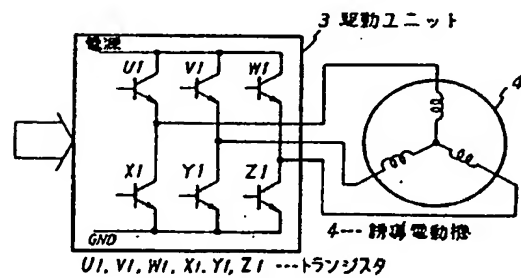 3 駆動ユニット
電源
U1 V1 W1
4
X1 Y1 Z1
GND
4---誘導電動機
U1, V1, W1, X1, Y1, Z1 ---トランジスタ